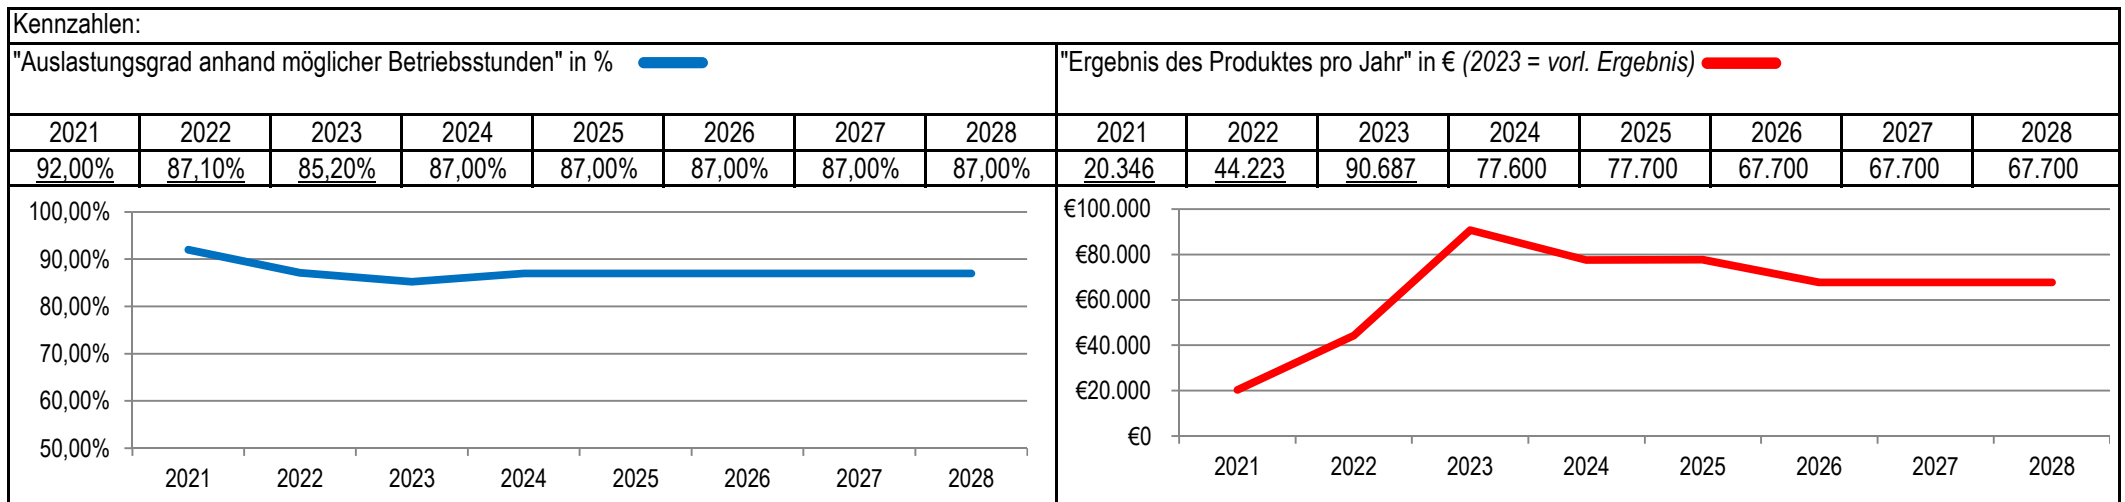 Kennzahlen:
"Auslastungsgrad anhand möglicher Betriebsstunden" in %
"Ergebnis des Produktes pro Jahr" in € (2023 = vorl. Ergebnis)
2021 2022 2023 2024 2025 2026 2027 2028 2021 2022 2023 2024 2025 2026 2027 2028
92,00% 87,10% 85,20% 87,00% 87,00% 87,00% 87,00% 87,00% 20.346 44.223 90.687 77.600 77.700 67.700 67.700 67.700
100,00%
90,00%
80,00%
70,00%
60,00%
50,00%
2021 2022 2023 2024 2025 2026 2027 2028
€100.000
€80.000
€60.000
€40.000
€20.000
€0
2021 2022 2023 2024 2025 2026 2027 2028